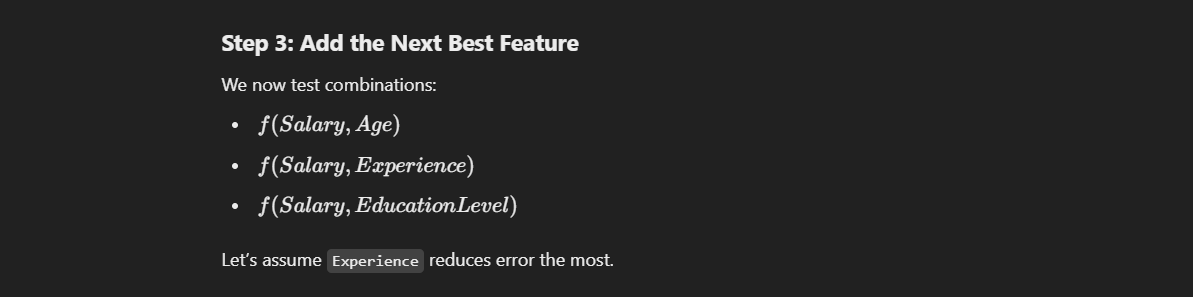 Step 3: Add the Next Best Feature
We now test combinations:
• f(Salary, Age)
• f(Salary, Experience)
• f(Salary, EducationLevel)
Let's assume Experience reduces error the most.